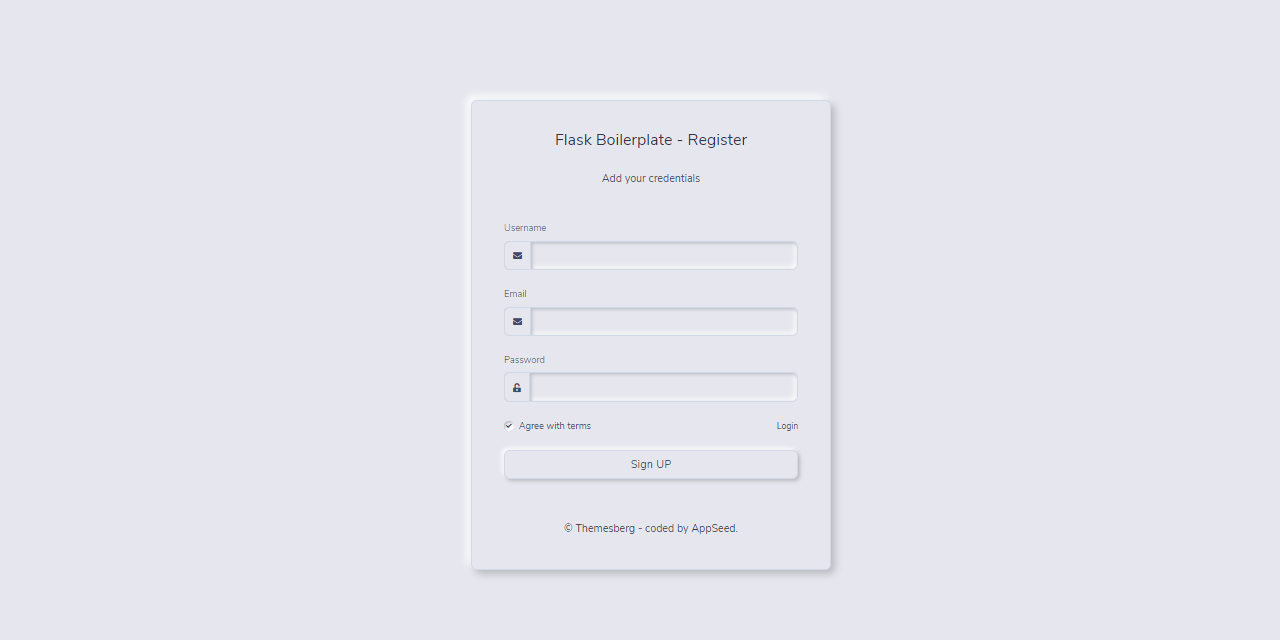 Flask Boilerplate - Register
Add your credentials
Username
Email
Password
Agree with terms
Login
Sign UP
© Themesberg - coded by AppSeed.